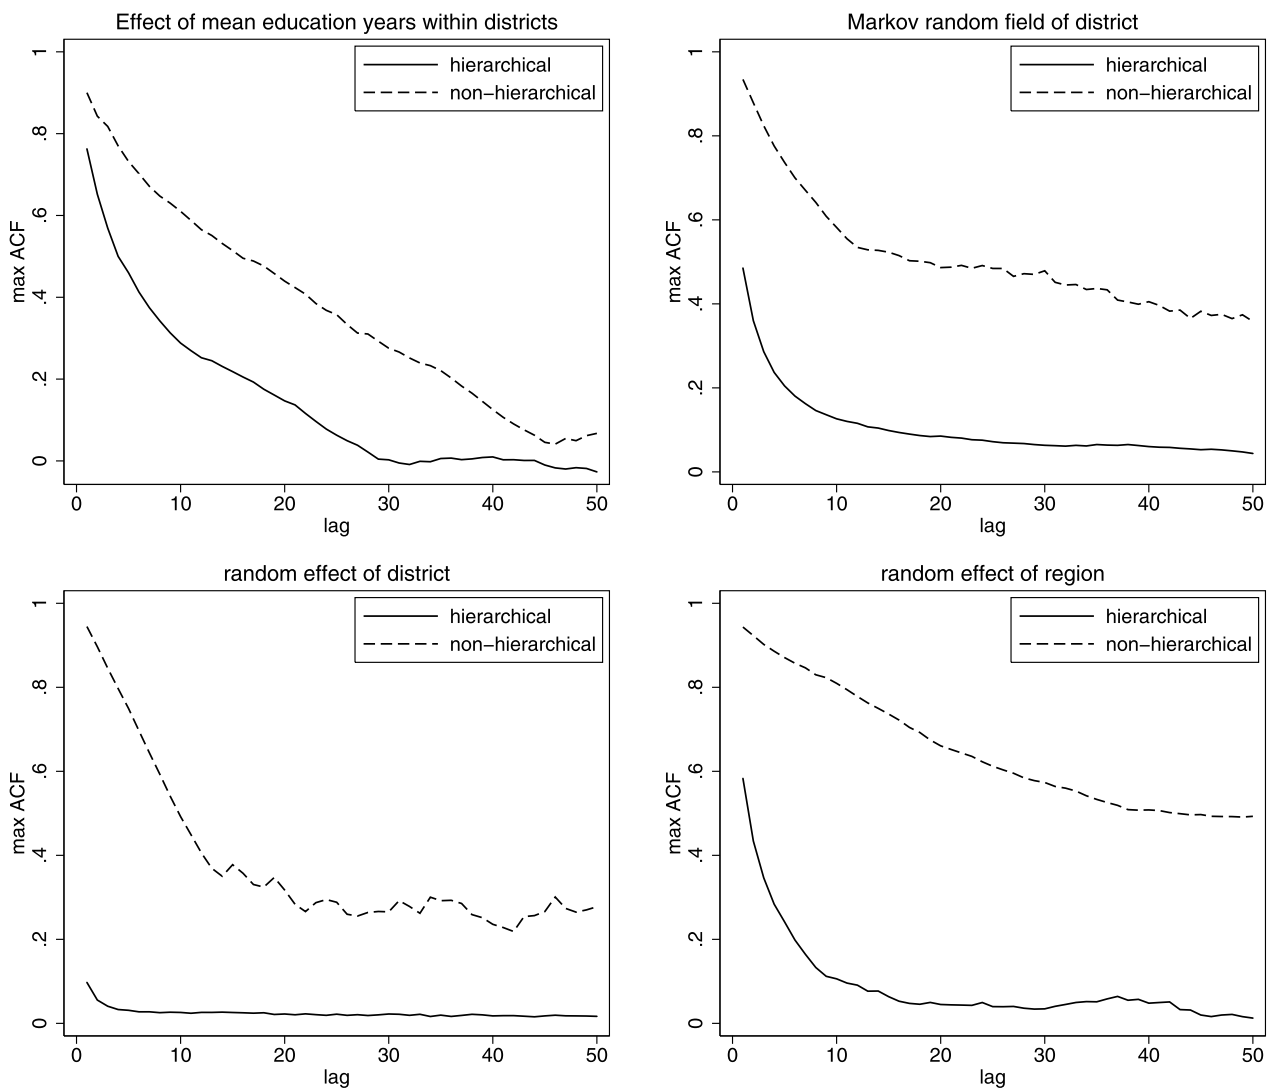 Effect of mean education years within districts
hierarchical
non−hierarchical
max ACF
1
.8
.6
.4
.2
0
0 10 20 30 40 50
lag
Markov random field of district
hierarchical
non−hierarchical
max ACF
1
.8
.6
.4
.2
0
0 10 20 30 40 50
lag
random effect of district
hierarchical
non−hierarchical
max ACF
1
.8
.6
.4
.2
0
0 10 20 30 40 50
lag
random effect of region
hierarchical
non−hierarchical
max ACF
1
.8
.6
.4
.2
0
0 10 20 30 40 50
lag